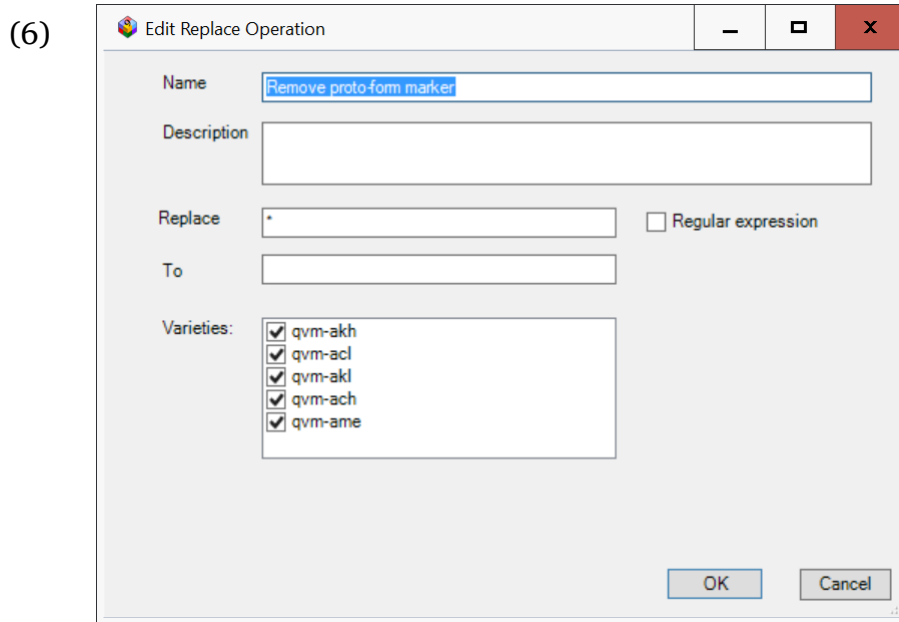 (6)
Edit Replace Operation
Name
Remove proto-form marker
Description
Replace
*
Regular expression
To
Varieties:
qvm-akh
qvm-acl
qvm-akl
qvm-ach
qvm-ame
OK
Cancel